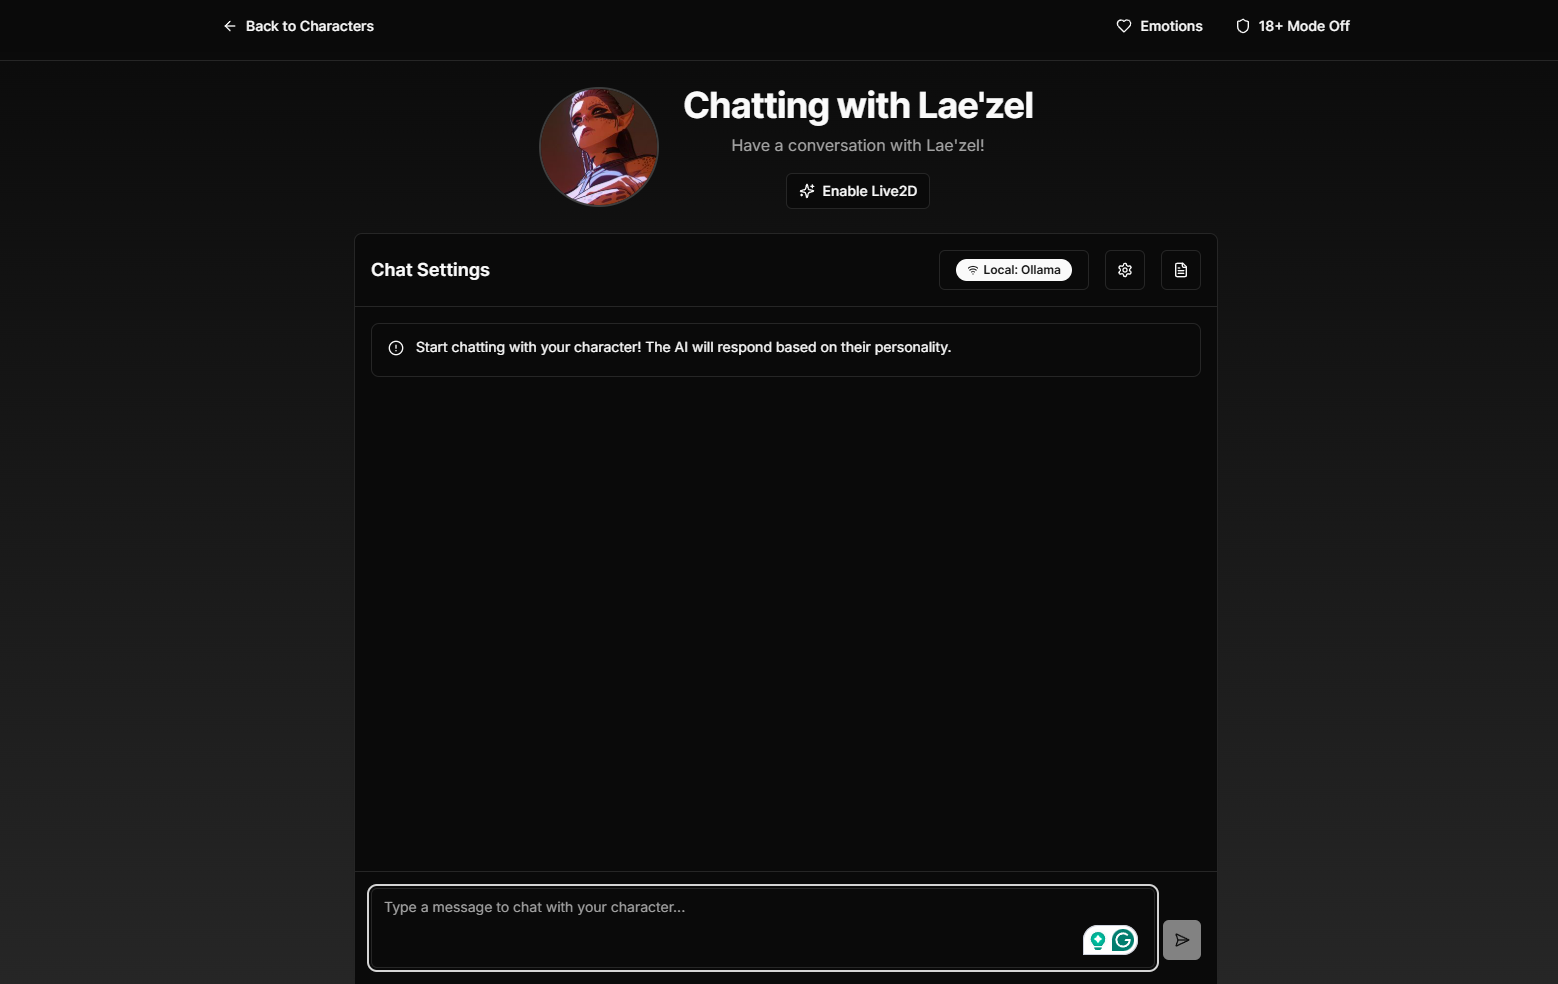 Back to Characters
Emotions
18+ Mode Off
Chatting with Lae'zel
Have a conversation with Lae'zel!
Enable Live2D
Chat Settings
Local: Ollama
Start chatting with your character! The AI will respond based on their personality.
Type a message to chat with your character...